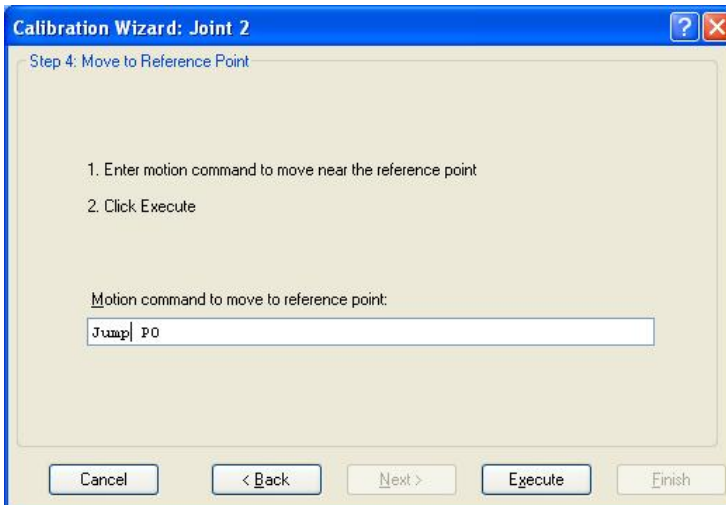 Calibration Wizard: Joint 2
Step 4: Move to Reference Point
1. Enter motion command to move near the reference point
2. Click Execute
Motion command to move to reference point:
Jump P0
Cancel < Back Next > Execute Finish